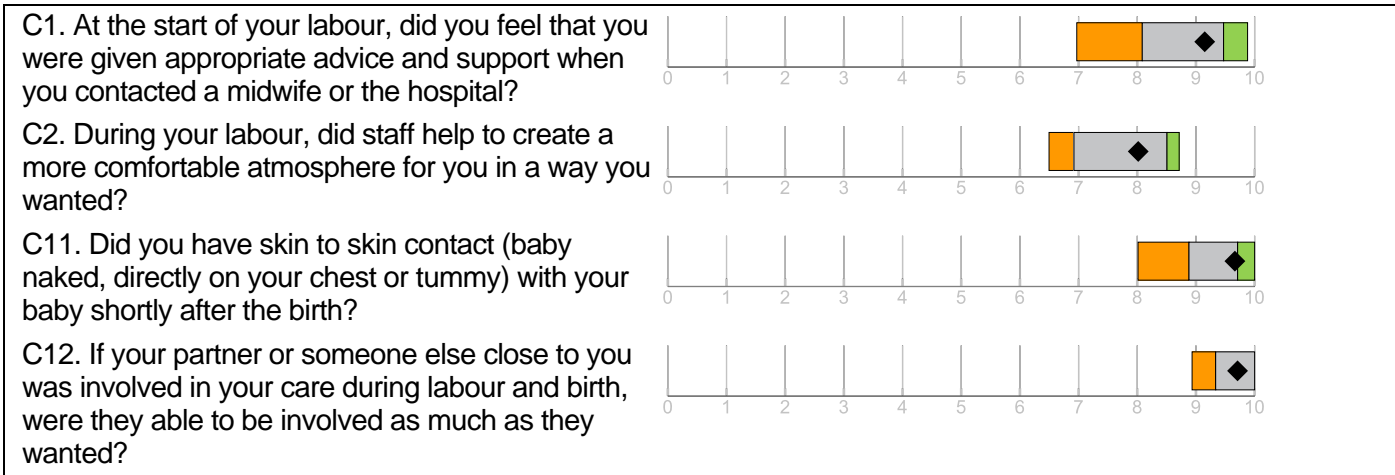 C1. At the start of your labour, did you feel that you
were given appropriate advice and support when
you contacted a midwife or the hospital?
0 1 2 3 4 5 6 7 8 9 10
C2. During your labour, did staff help to create a
more comfortable atmosphere for you in a way you
wanted?
0 1 2 3 4 5 6 7 8 9 10
C11. Did you have skin to skin contact (baby
naked, directly on your chest or tummy) with your
baby shortly after the birth?
0 1 2 3 4 5 6 7 8 9 10
C12. If your partner or someone else close to you
was involved in your care during labour and birth,
were they able to be involved as much as they
wanted?
0 1 2 3 4 5 6 7 8 9 10